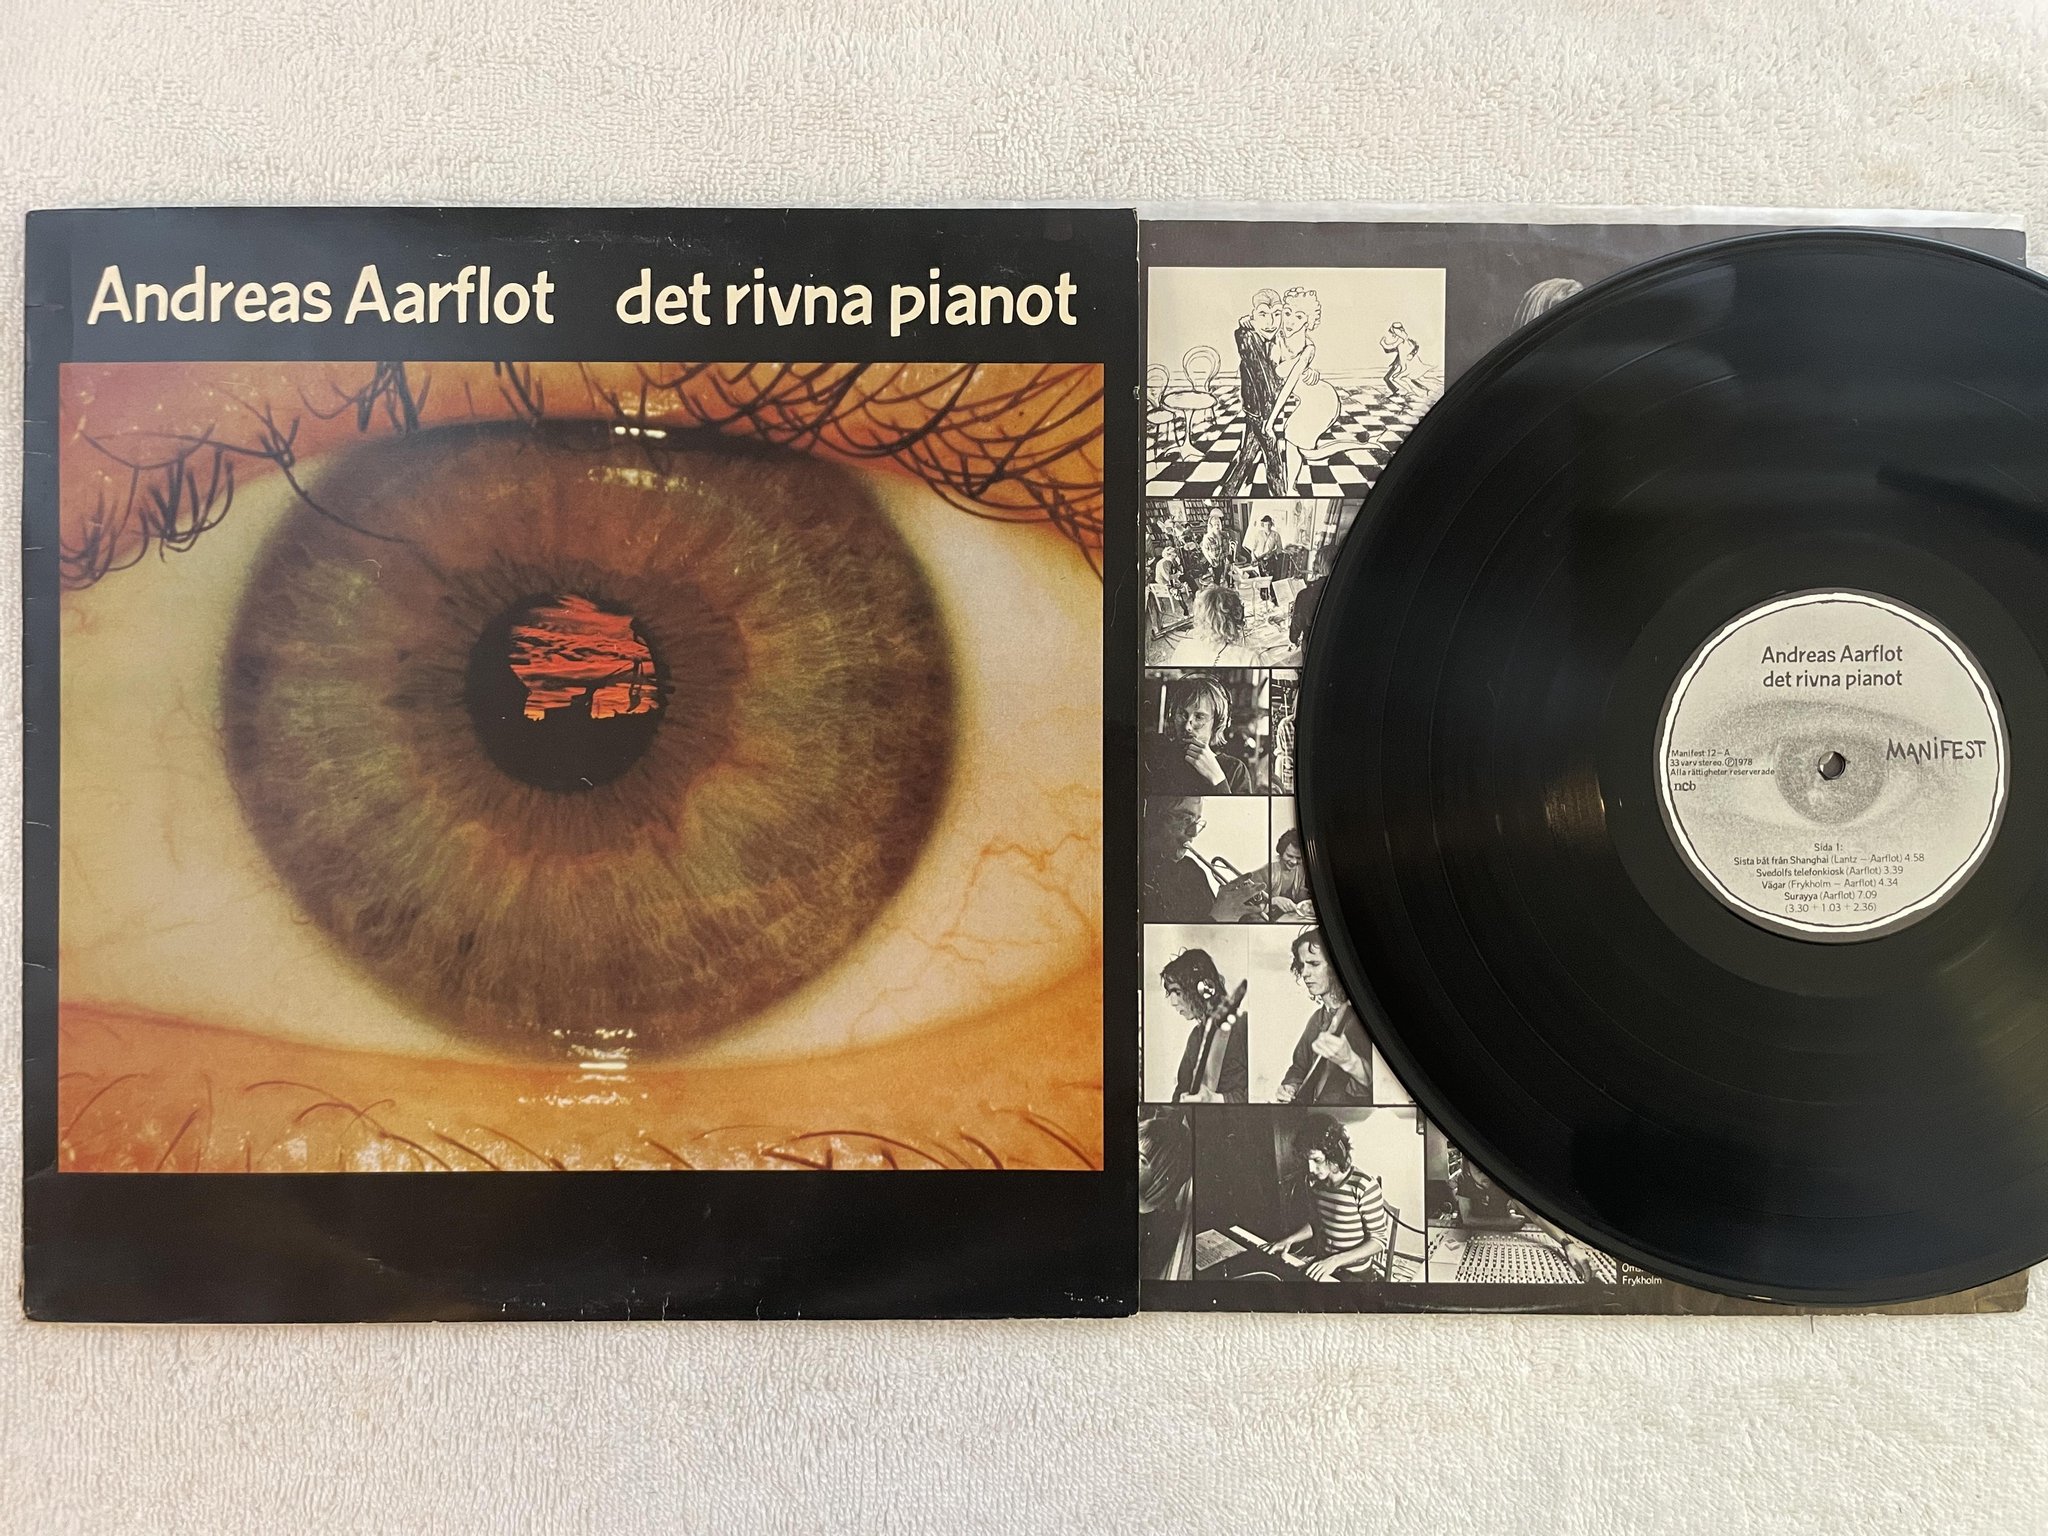 Andreas Aarflot det rivna pianot
Andreas Aarflot
det rivna pianot
MANiFEST
Manifest 12 – A
33 varv stereo. Ⓟ1978
Alla rättigheter reserverade
ncb
Sida 1:
Sista båt från Shanghai (Lantz – Aarflot) 4.58
Svedolfs telefonkiosk (Aarflot) 3.39
Vägar (Frykholm – Aarflot) 4.34
Surayya (Aarflot) 7.09
(3.30 + 1.03 + 2.36)
Frykholm